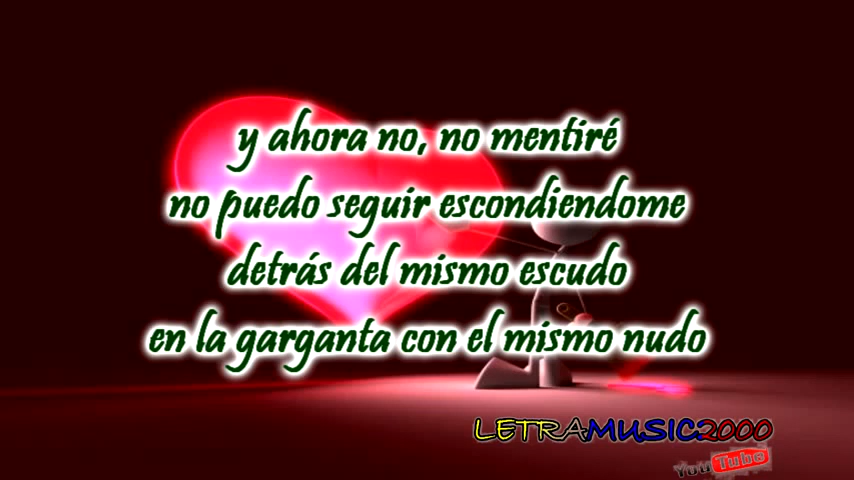 y ahora no, no mentiré
no puedo seguir escondiendome
detrás del mismo escudo
en la garganta con el mismo nudo
LETRAMUSIC2000
YouTube